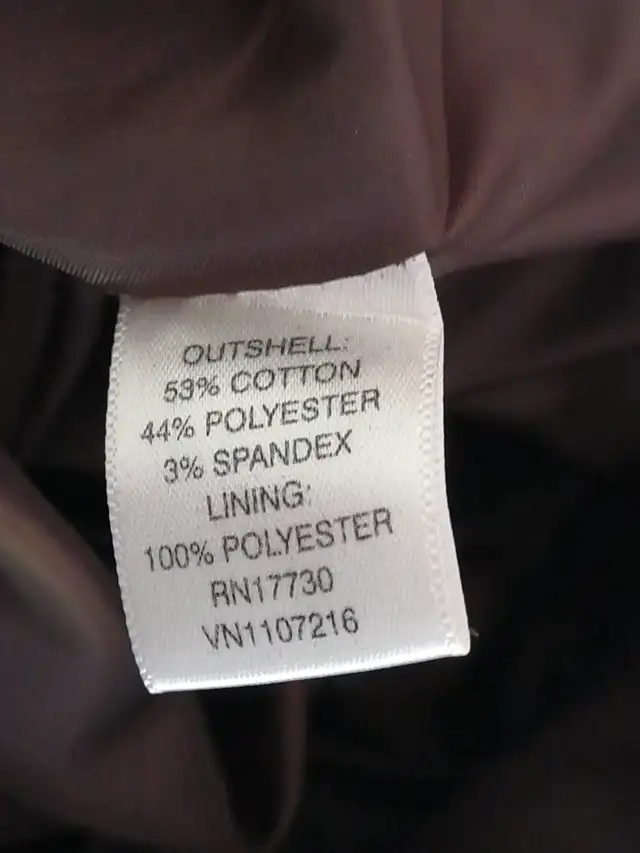 OUTSHELL:
53% COTTON
44% POLYESTER
3% SPANDEX
LINING:
100% POLYESTER
RN17730
VN1107216